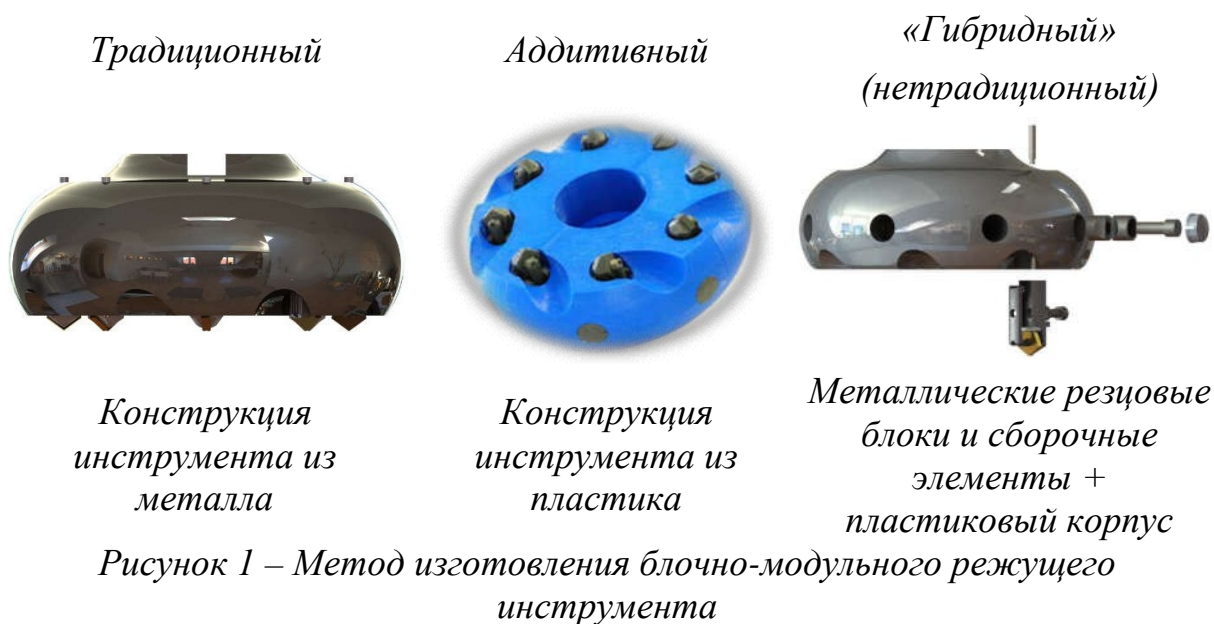 Традиционный
Аддитивный
«Гибридный»
(нетрадиционный)
Конструкция
инструмента из
металла
Конструкция
инструмента из
пластика
Металлические резцовые
блоки и сборочные
элементы +
пластиковый корпус
Рисунок 1 – Метод изготовления блочно-модульного режущего
инструмента